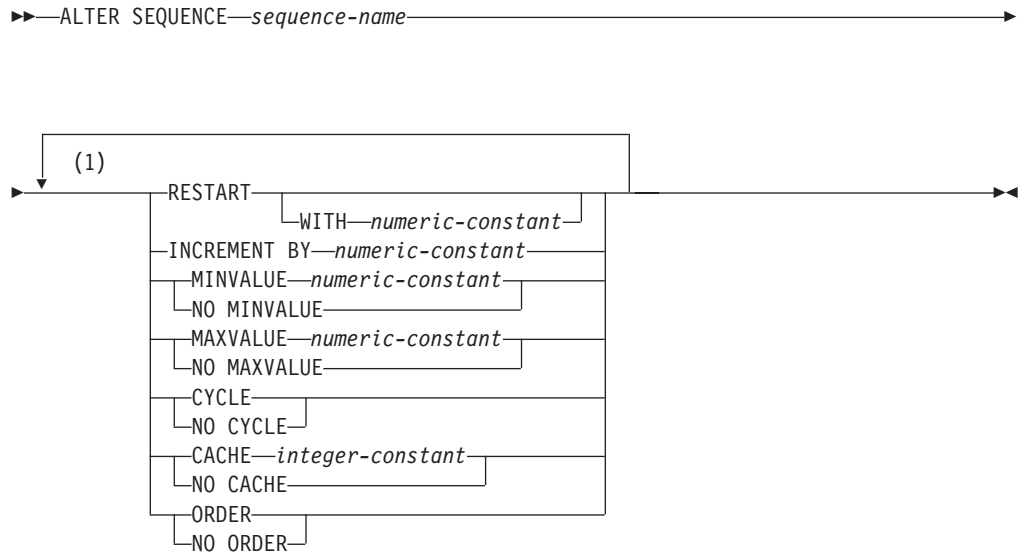 ALTER SEQUENCE sequence-name
(1)
RESTART
WITH numeric-constant
INCREMENT BY numeric-constant
MINVALUE numeric-constant
NO MINVALUE
MAXVALUE numeric-constant
NO MAXVALUE
CYCLE
NO CYCLE
CACHE integer-constant
NO CACHE
ORDER
NO ORDER